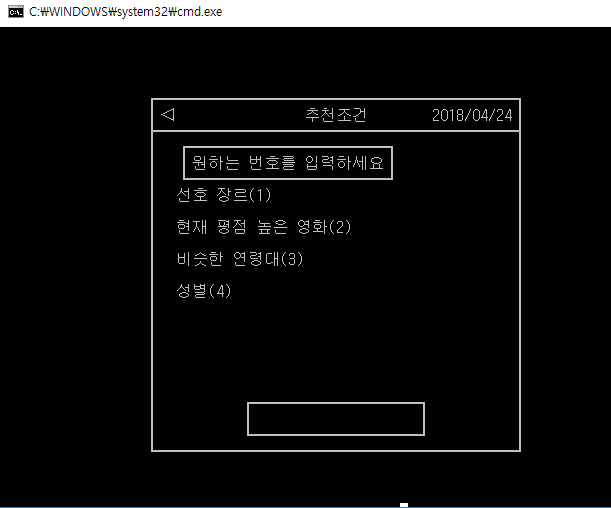 C:₩WINDOWS₩system32₩cmd.exe
◁ 추천조건 2018/04/24
원하는 번호를 입력하세요
선호 장르(1)
현재 평점 높은 영화(2)
비슷한 연령대(3)
성별(4)